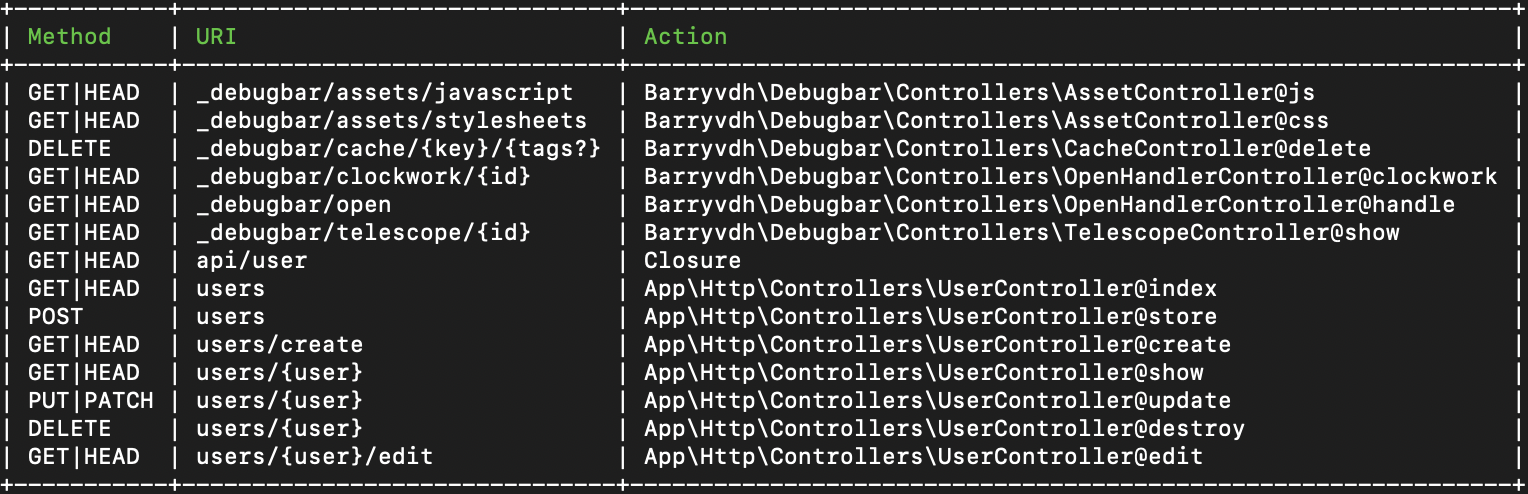 +-----------+-------------------------------+---------------------------------------------------------------+
| Method    | URI                           | Action                                                        |
+-----------+-------------------------------+---------------------------------------------------------------+
| GET|HEAD  | _debugbar/assets/javascript   | Barryvdh\Debugbar\Controllers\AssetController@js              |
| GET|HEAD  | _debugbar/assets/stylesheets  | Barryvdh\Debugbar\Controllers\AssetController@css             |
| DELETE    | _debugbar/cache/{key}/{tags?} | Barryvdh\Debugbar\Controllers\CacheController@delete          |
| GET|HEAD  | _debugbar/clockwork/{id}      | Barryvdh\Debugbar\Controllers\OpenHandlerController@clockwork |
| GET|HEAD  | _debugbar/open                | Barryvdh\Debugbar\Controllers\OpenHandlerController@handle    |
| GET|HEAD  | _debugbar/telescope/{id}      | Barryvdh\Debugbar\Controllers\TelescopeController@show        |
| GET|HEAD  | api/user                      | Closure                                                       |
| GET|HEAD  | users                         | App\Http\Controllers\UserController@index                     |
| POST      | users                         | App\Http\Controllers\UserController@store                     |
| GET|HEAD  | users/create                  | App\Http\Controllers\UserController@create                    |
| GET|HEAD  | users/{user}                  | App\Http\Controllers\UserController@show                      |
| PUT|PATCH | users/{user}                  | App\Http\Controllers\UserController@update                    |
| DELETE    | users/{user}                  | App\Http\Controllers\UserController@destroy                   |
| GET|HEAD  | users/{user}/edit             | App\Http\Controllers\UserController@edit                      |
+-----------+-------------------------------+---------------------------------------------------------------+